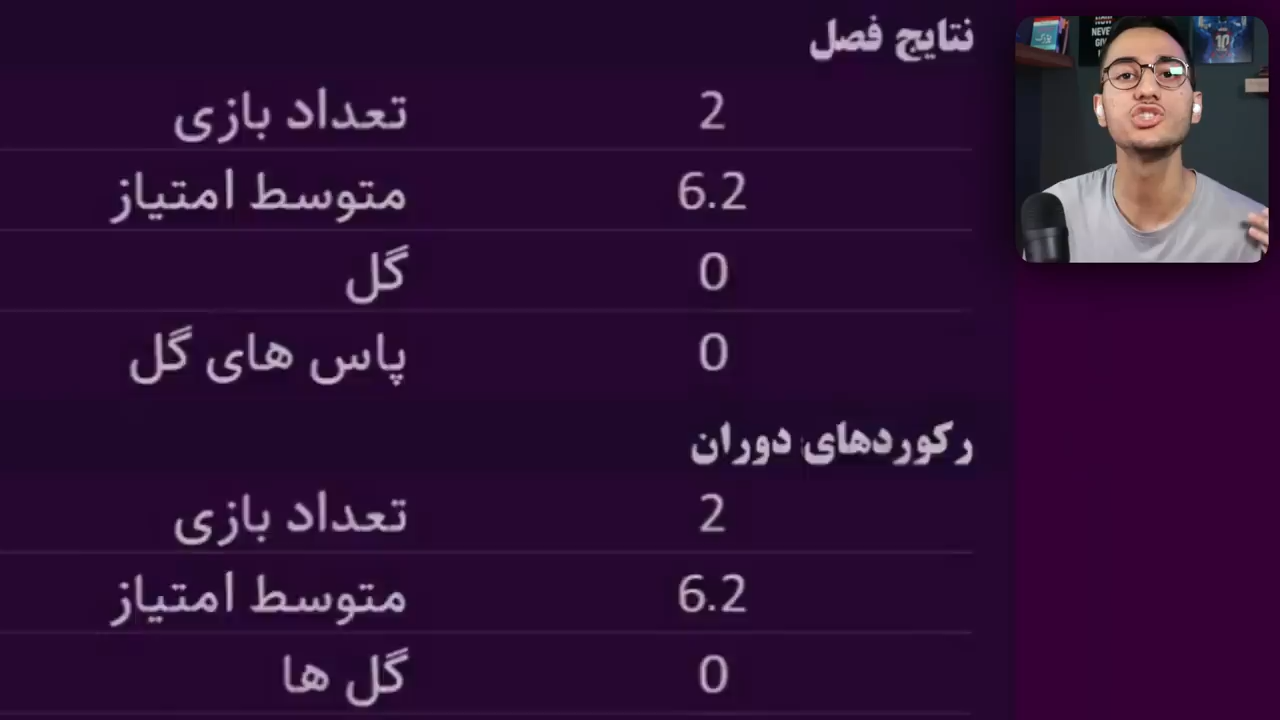 نتایج فصل
تعداد بازی 2
متوسط امتیاز 6.2
گل 0
پاس های گل 0
رکوردهای دوران
تعداد بازی 2
متوسط امتیاز 6.2
گل ها 0
10